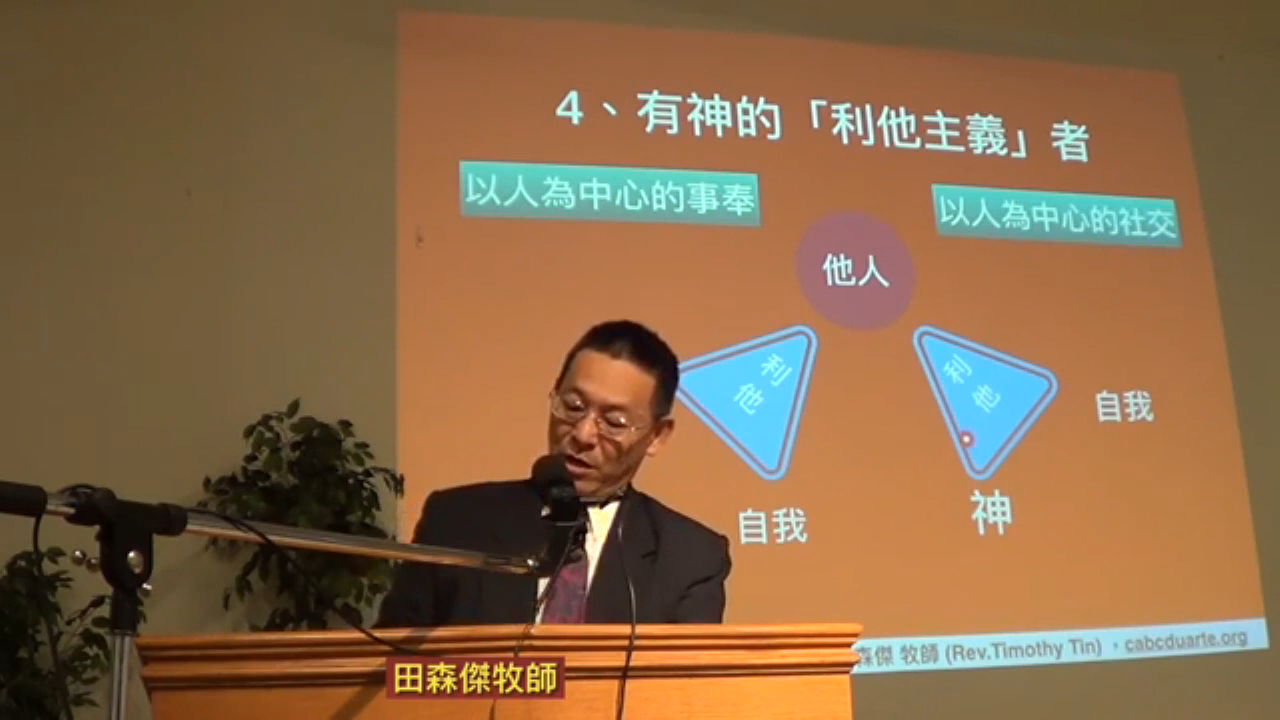 4、有神的「利他主義」者
以人為中心的事奉
以人為中心的社交
他人
利他
利他
自我
自我
神
森傑 牧師 (Rev.Timothy Tin) ，cabcduarte.org
田森傑牧師